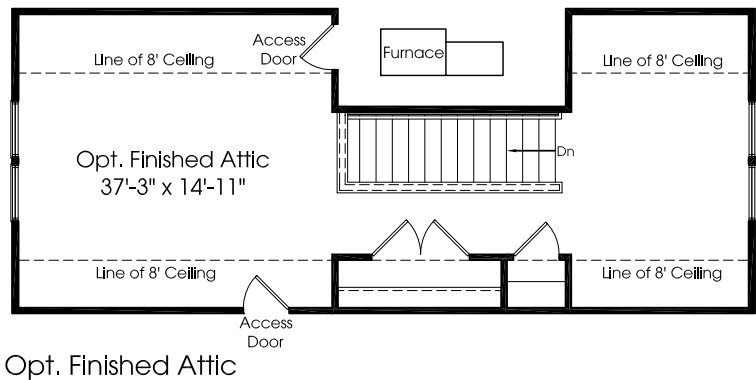 Access
Door
Furnace
Line of 8' Ceiling
Line of 8' Ceiling
Opt. Finished Attic
37'-3" x 14'-11"
Dn
Line of 8' Ceiling
Line of 8' Ceiling
Access
Door
Opt. Finished Attic